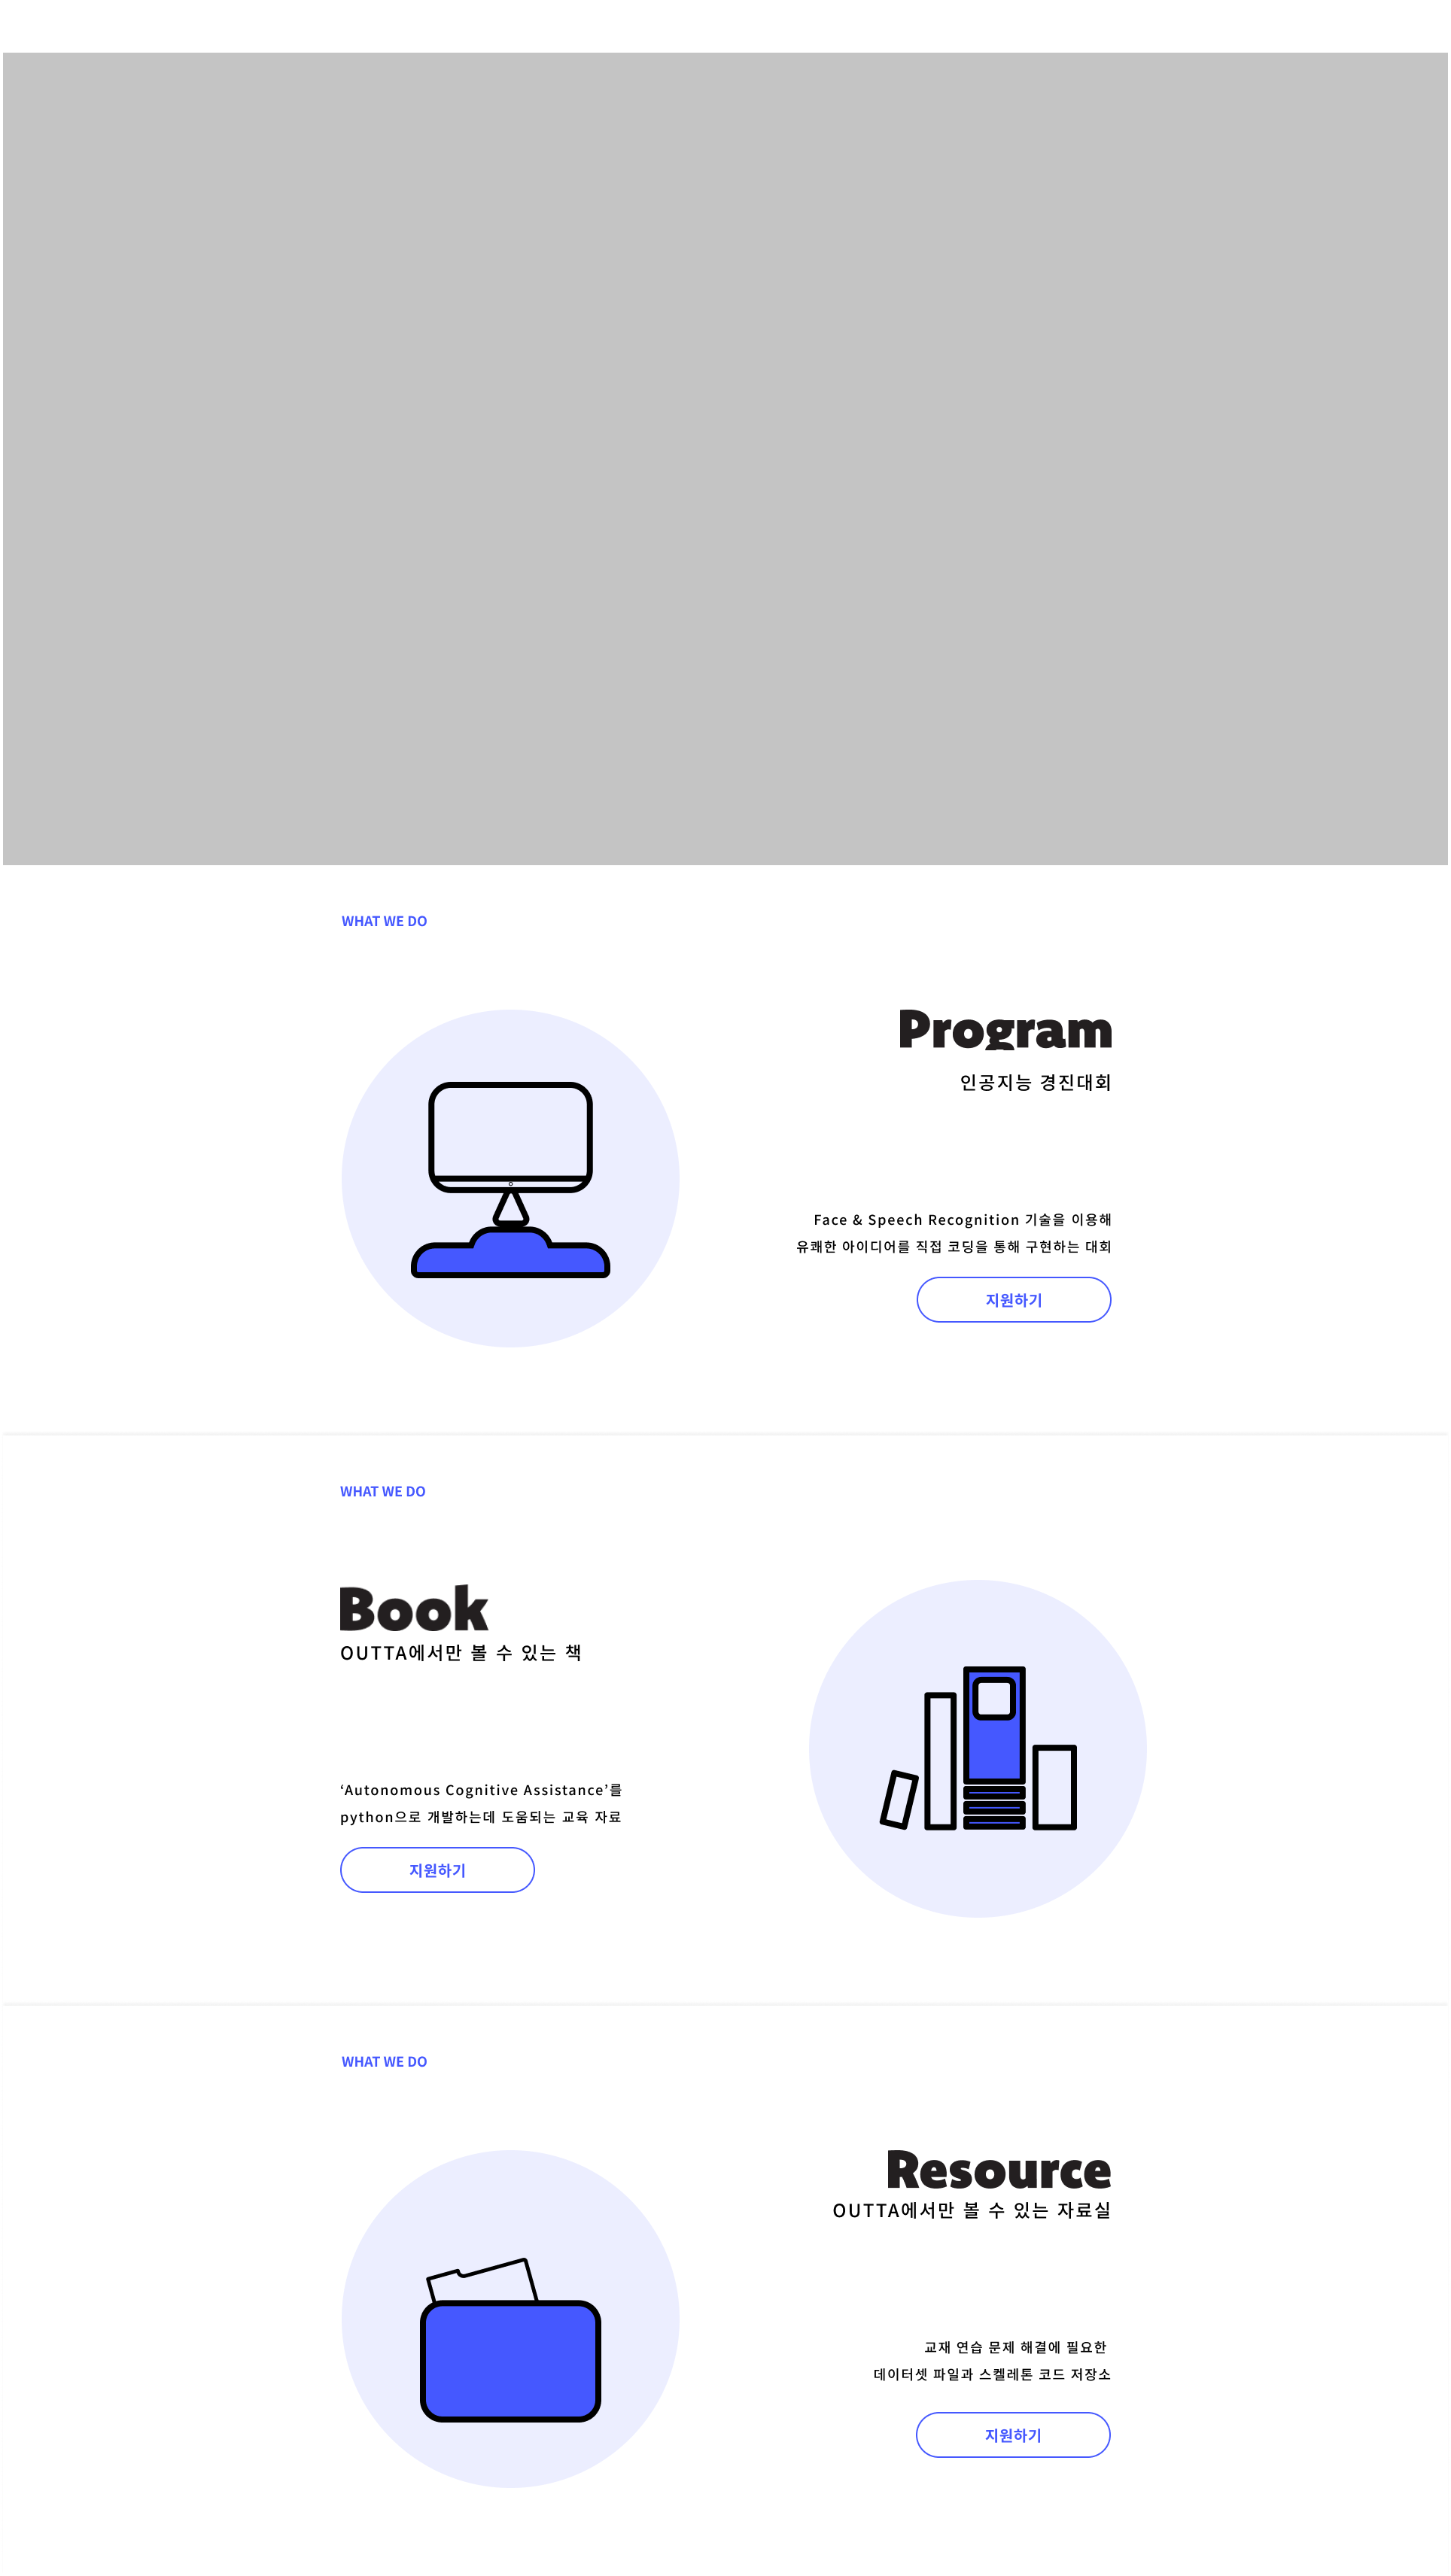 WHAT WE DO
Program
인공지능 경진대회
Face & Speech Recognition 기술을 이용해
유쾌한 아이디어를 직접 코딩을 통해 구현하는 대회
지원하기
WHAT WE DO
Book
OUTTA에서만 볼 수 있는 책
‘Autonomous Cognitive Assistance’를
python으로 개발하는데 도움되는 교육 자료
지원하기
WHAT WE DO
Resource
OUTTA에서만 볼 수 있는 자료실
교재 연습 문제 해결에 필요한
데이터셋 파일과 스켈레톤 코드 저장소
지원하기